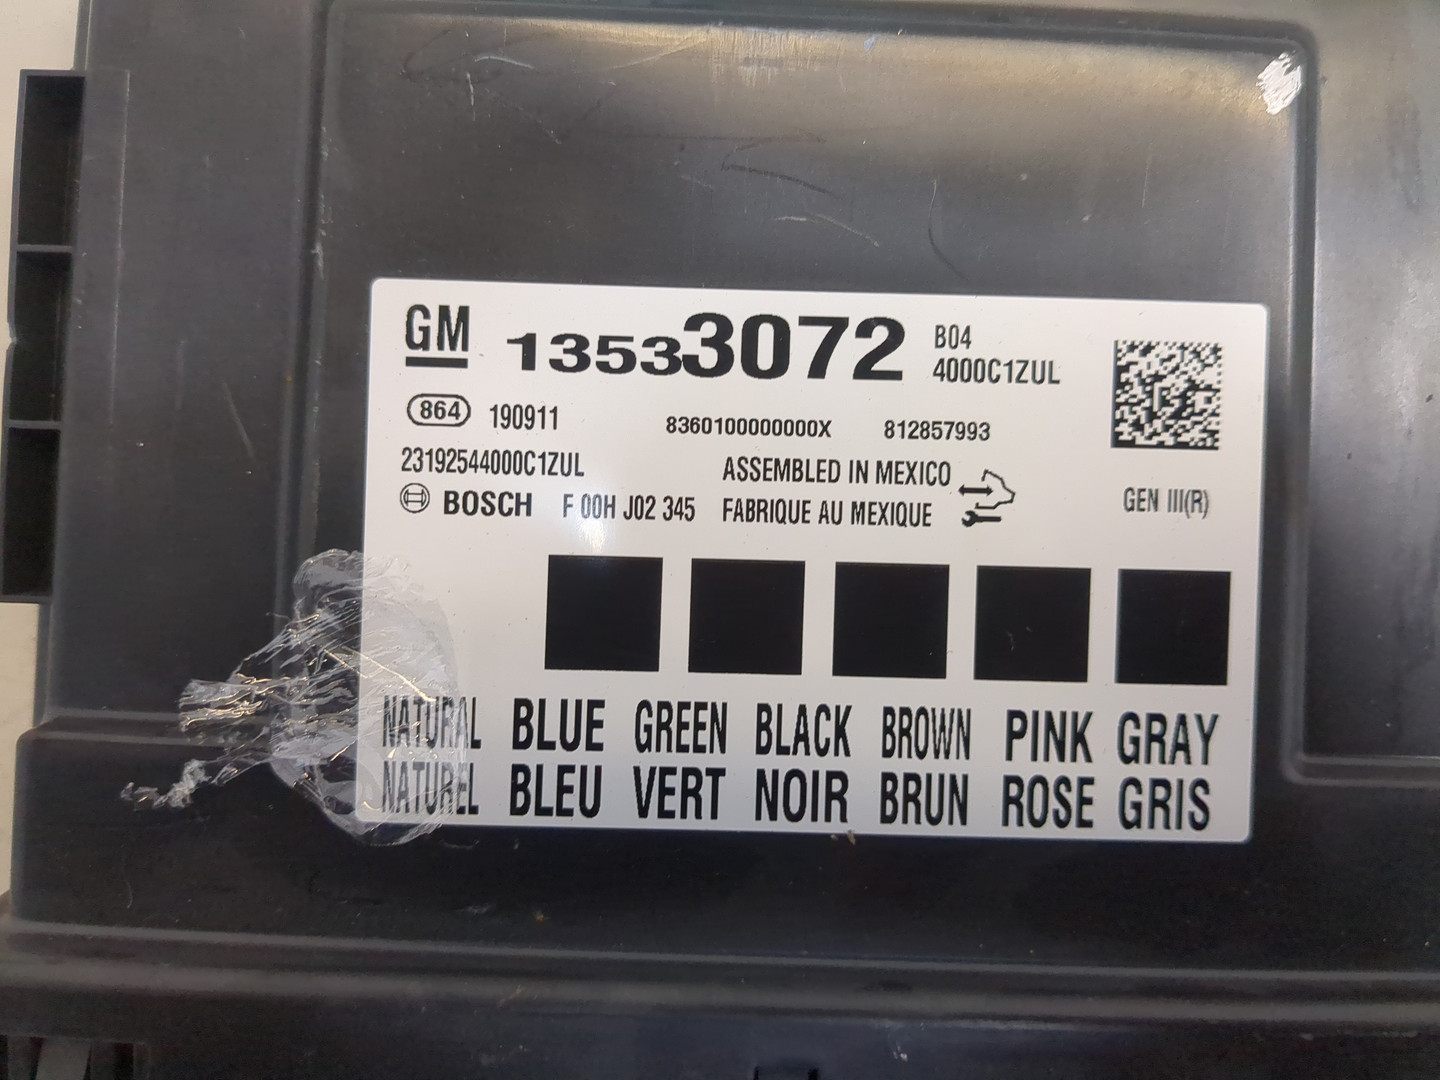 GM 13533072 B04
4000C1ZUL
864 190911 8360100000000X 812857993
23192544000C1ZUL ASSEMBLED IN MEXICO
BOSCH F 00H J02 345 FABRIQUE AU MEXIQUE GEN III(R)
NATURAL BLUE GREEN BLACK BROWN PINK GRAY
NATUREL BLEU VERT NOIR BRUN ROSE GRIS